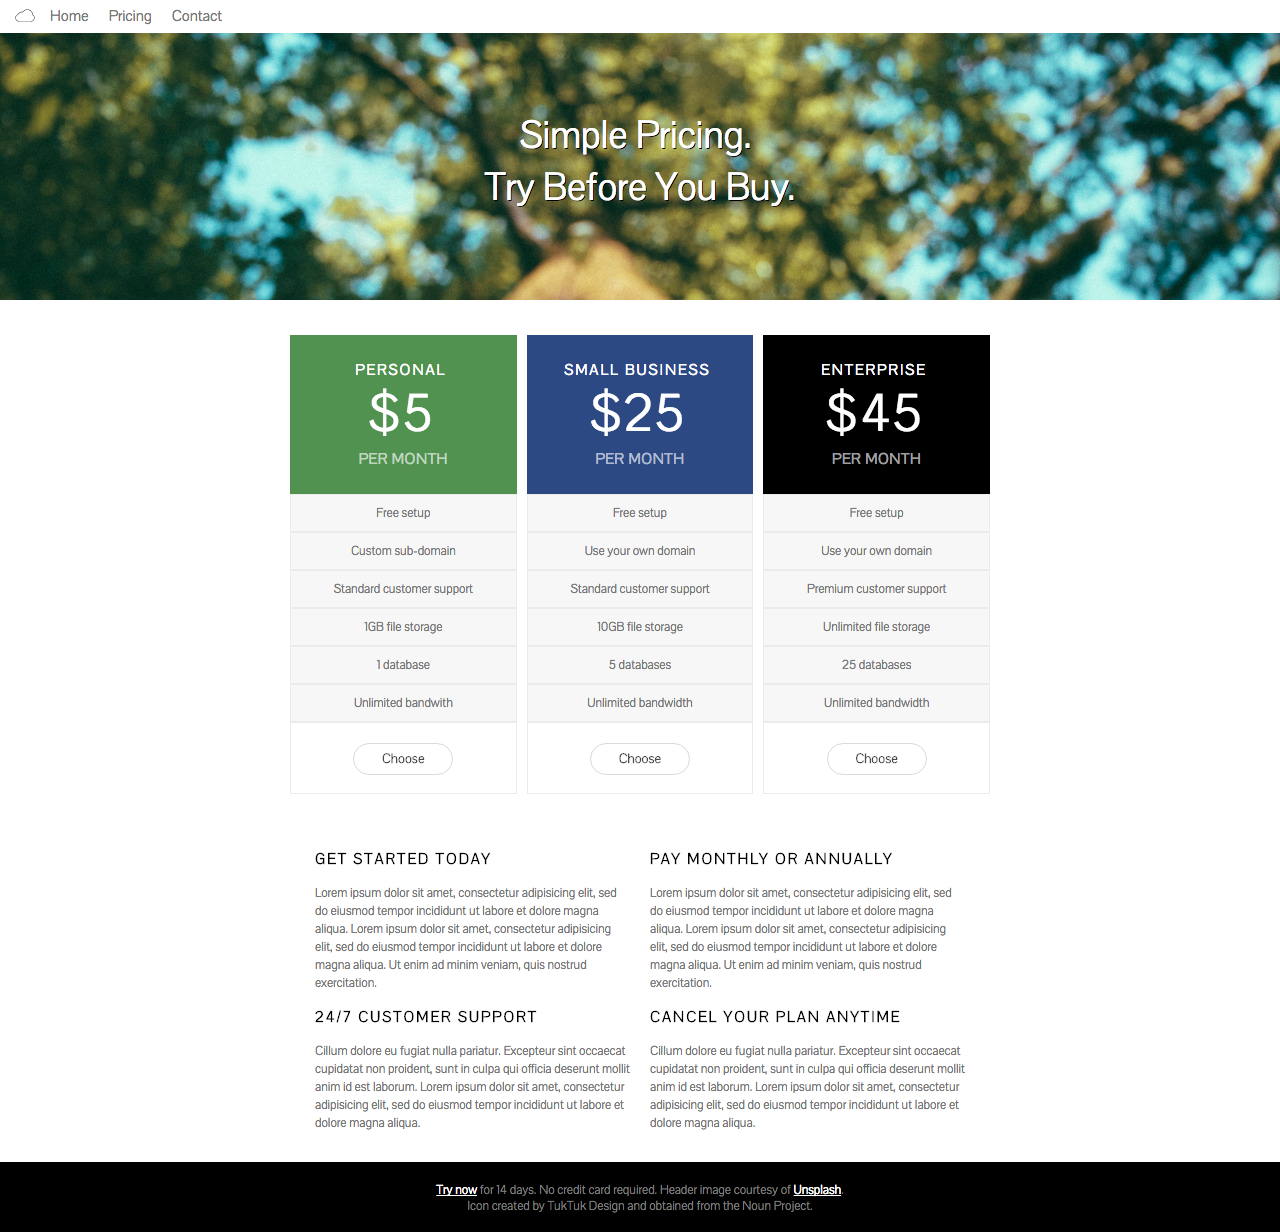 Home Pricing Contact
Simple Pricing.
Try Before You Buy.
PERSONAL
$5
PER MONTH
Free setup
Custom sub-domain
Standard customer support
1GB file storage
1 database
Unlimited bandwith
Choose
SMALL BUSINESS
$25
PER MONTH
Free setup
Use your own domain
Standard customer support
10GB file storage
5 databases
Unlimited bandwidth
Choose
ENTERPRISE
$45
PER MONTH
Free setup
Use your own domain
Premium customer support
Unlimited file storage
25 databases
Unlimited bandwidth
Choose
GET STARTED TODAY
Lorem ipsum dolor sit amet, consectetur adipisicing elit, sed
do eiusmod tempor incididunt ut labore et dolore magna
aliqua. Lorem ipsum dolor sit amet, consectetur adipisicing
elit, sed do eiusmod tempor incididunt ut labore et dolore
magna aliqua. Ut enim ad minim veniam, quis nostrud
exercitation.
PAY MONTHLY OR ANNUALLY
Lorem ipsum dolor sit amet, consectetur adipisicing elit, sed
do eiusmod tempor incididunt ut labore et dolore magna
aliqua. Lorem ipsum dolor sit amet, consectetur adipisicing
elit, sed do eiusmod tempor incididunt ut labore et dolore
magna aliqua. Ut enim ad minim veniam, quis nostrud
exercitation.
24/7 CUSTOMER SUPPORT
Cillum dolore eu fugiat nulla pariatur. Excepteur sint occaecat
cupidatat non proident, sunt in culpa qui officia deserunt mollit
anim id est laborum. Lorem ipsum dolor sit amet, consectetur
adipisicing elit, sed do eiusmod tempor incididunt ut labore et
dolore magna aliqua.
CANCEL YOUR PLAN ANYTIME
Cillum dolore eu fugiat nulla pariatur. Excepteur sint occaecat
cupidatat non proident, sunt in culpa qui officia deserunt mollit
anim id est laborum. Lorem ipsum dolor sit amet, consectetur
adipisicing elit, sed do eiusmod tempor incididunt ut labore et
dolore magna aliqua.
Try now for 14 days. No credit card required. Header image courtesy of Unsplash.
Icon created by TukTuk Design and obtained from the Noun Project.